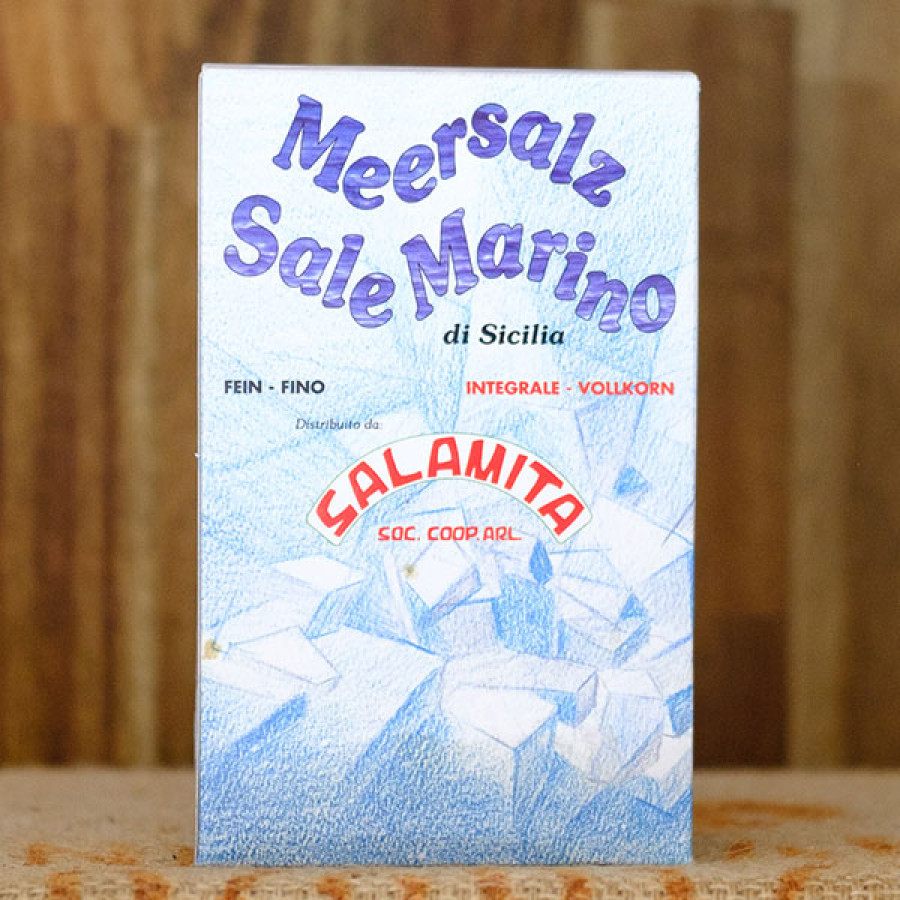 Meersalz
Sale Marino
di Sicilia
FEIN - FINO
INTEGRALE - VOLLKORN
Distribuito da:
SALAMITA
SOC. COOP. ARL.